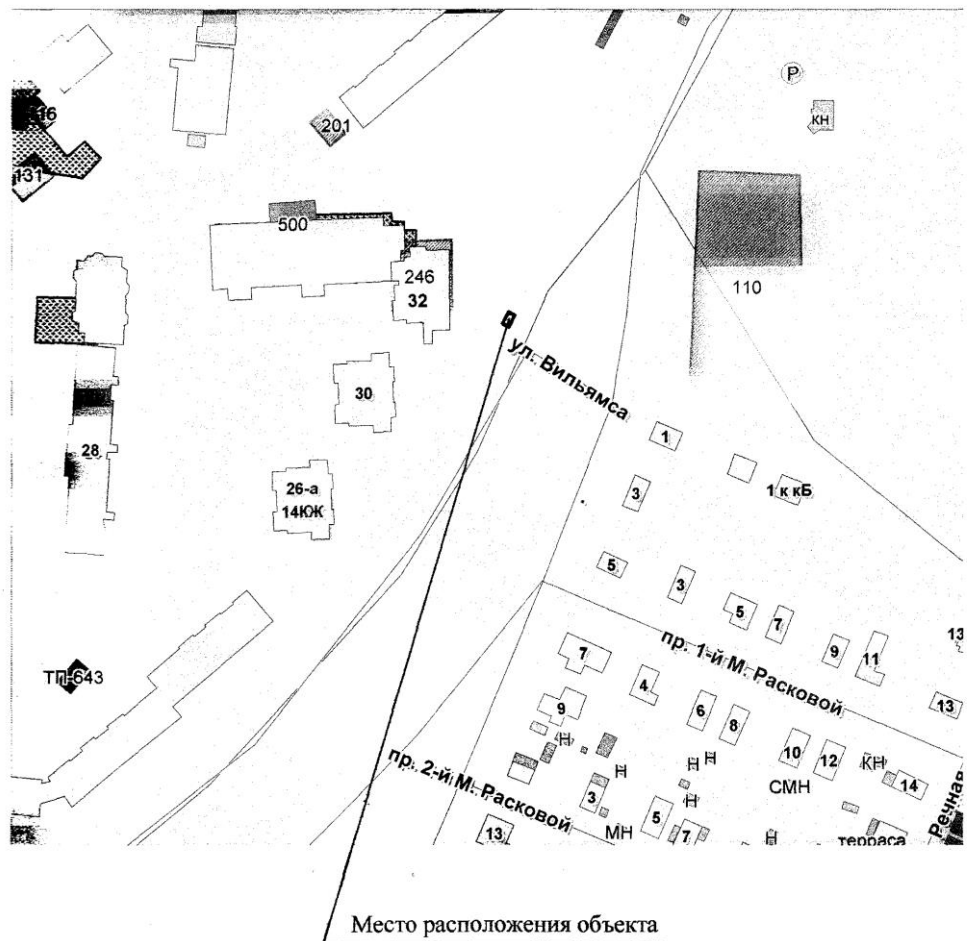 Р
кн
201
131
500
246
32
110
ул. Вильямса
30
1
28
1 к кБ
3
26-а
14КЖ
5
3
5
7
13
9
11
пр. 1-й М. Расковой
7
ТП-643
4
13
9
6
8
Н
10
12
КН
Н
Н
Н
пр. 2-й М. Расковой
СМН
14
3
Н
5
Речная
13
МН
7
Н
терраса
Место расположения объекта